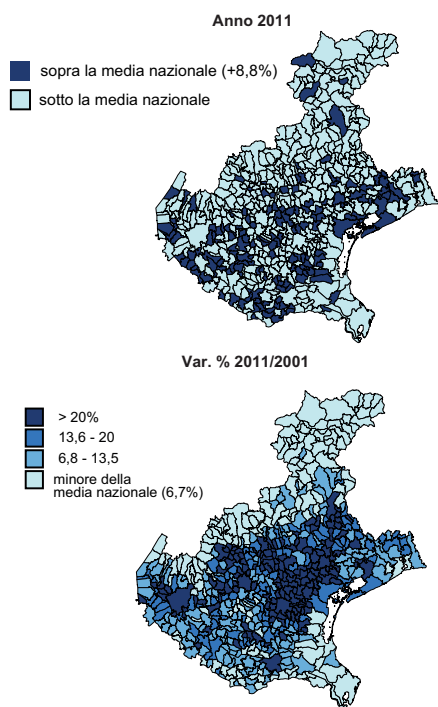 Anno 2011
sopra la media nazionale (+8,8%)
sotto la media nazionale
Var. % 2011/2001
> 20%
13,6 - 20
6,8 - 13,5
minore della
media nazionale (6,7%)